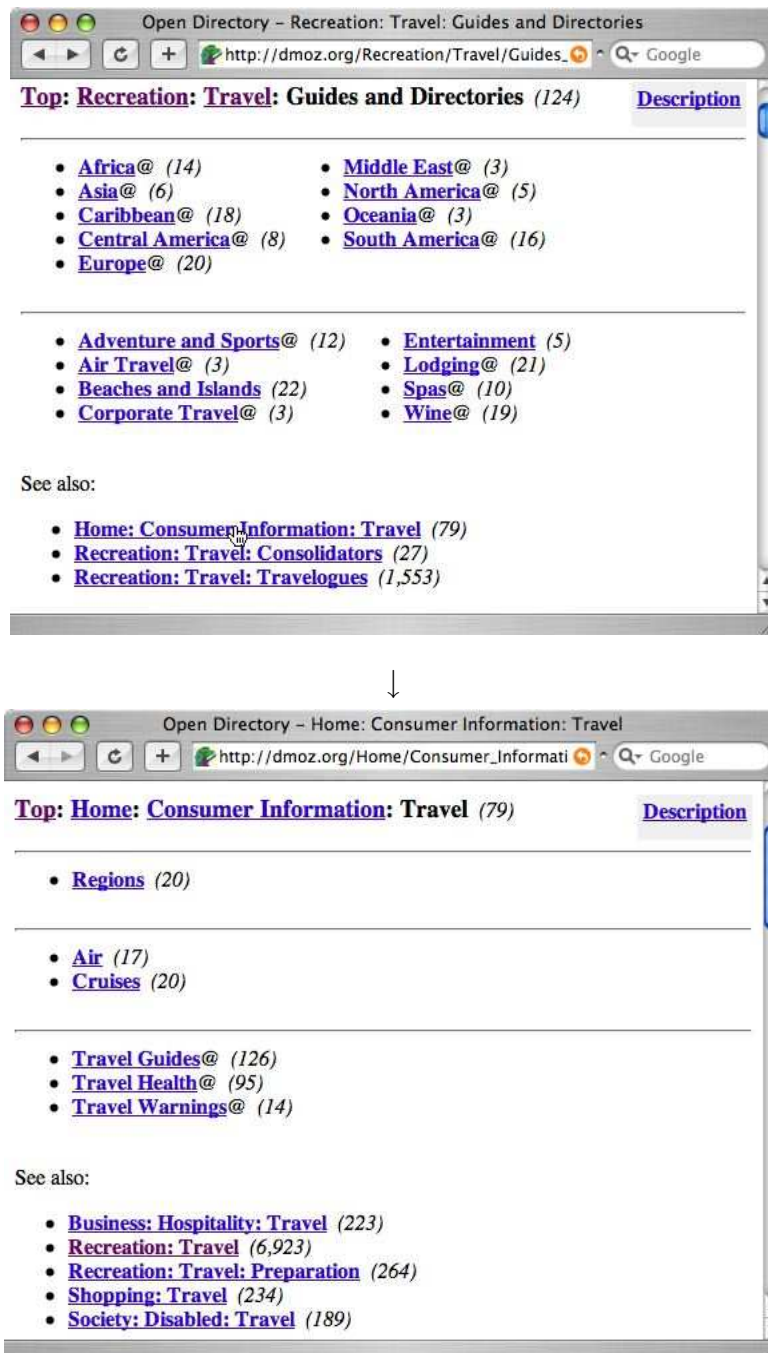 Open Directory – Recreation: Travel: Guides and Directories
http://dmoz.org/Recreation/Travel/Guides_ Google
Top: Recreation: Travel: Guides and Directories (124) Description
• Africa@ (14) • Middle East@ (3)
• Asia@ (6) • North America@ (5)
• Caribbean@ (18) • Oceania@ (3)
• Central America@ (8) • South America@ (16)
• Europe@ (20)
• Adventure and Sports@ (12) • Entertainment (5)
• Air Travel@ (3) • Lodging@ (21)
• Beaches and Islands (22) • Spas@ (10)
• Corporate Travel@ (3) • Wine@ (19)
See also:
• Home: Consumer Information: Travel (79)
• Recreation: Travel: Consolidators (27)
• Recreation: Travel: Travelogues (1,553)
↓
Open Directory – Home: Consumer Information: Travel
http://dmoz.org/Home/Consumer_Informati Google
Top: Home: Consumer Information: Travel (79) Description
• Regions (20)
• Air (17)
• Cruises (20)
• Travel Guides@ (126)
• Travel Health@ (95)
• Travel Warnings@ (14)
See also:
• Business: Hospitality: Travel (223)
• Recreation: Travel (6,923)
• Recreation: Travel: Preparation (264)
• Shopping: Travel (234)
• Society: Disabled: Travel (189)